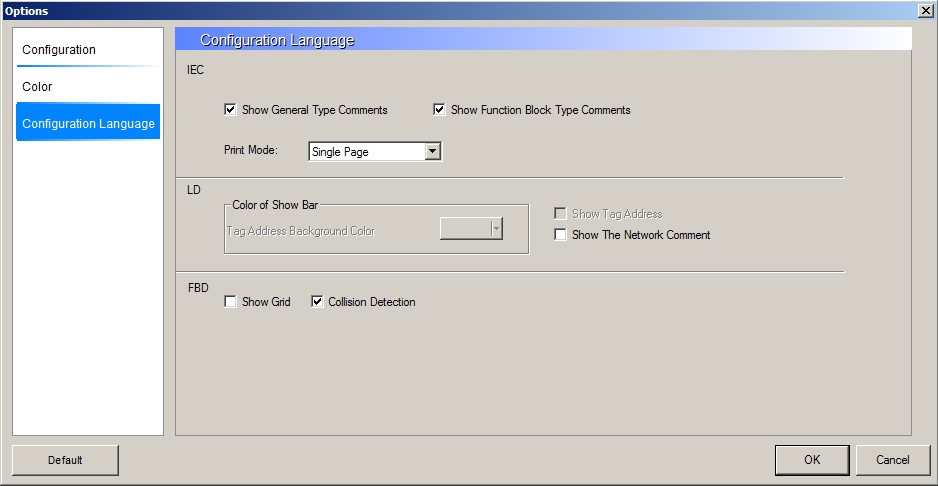 Options
Configuration
Color
Configuration Language
Configuration Language
IEC
Show General Type Comments
Show Function Block Type Comments
Print Mode:
Single Page
LD
Color of Show Bar
Tag Address Background Color
Show Tag Address
Show The Network Comment
FBD
Show Grid
Collision Detection
Default
OK
Cancel